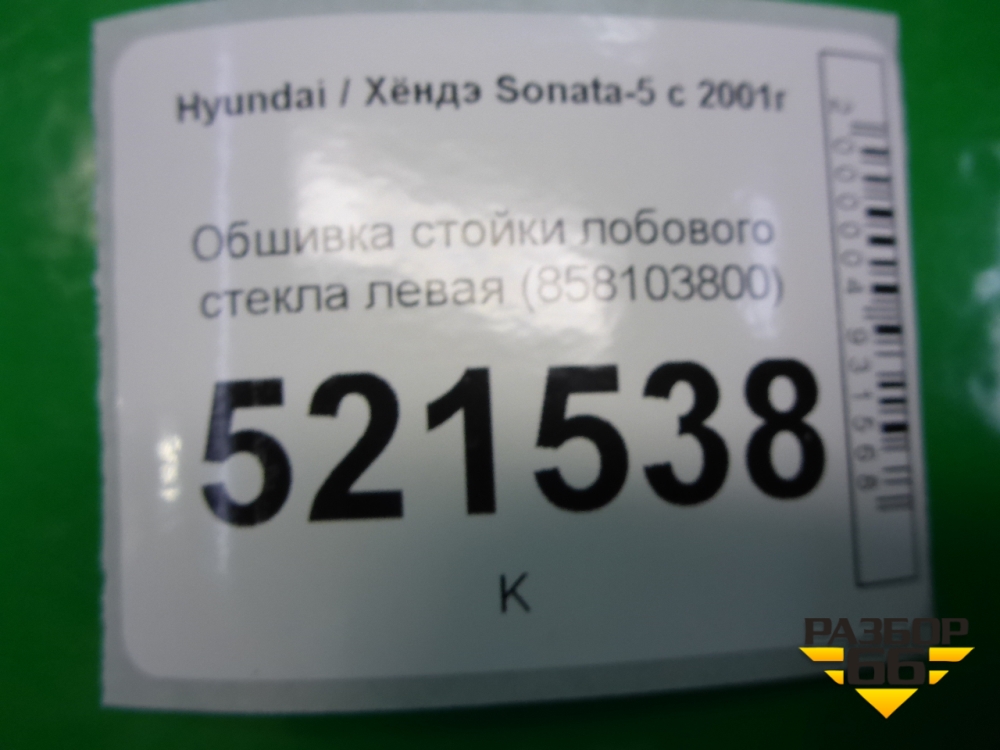 Hyundai / Хёндэ Sonata-5 с 2001г
Обшивка стойки лобового
стекла левая (858103800)
521538
К
2000004931568
РАЗБОР
66